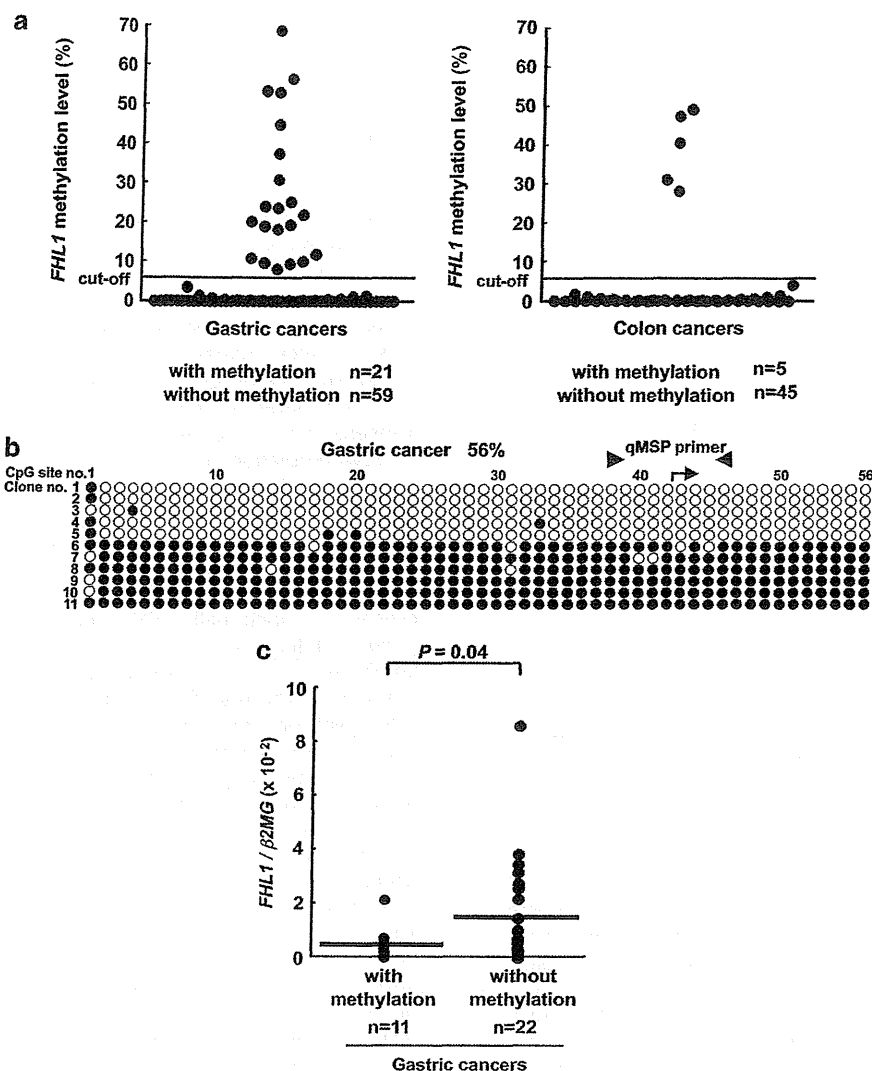 a
FHL1 methylation level (%)
70
60
50
40
30
20
10
cut-off
0
Gastric cancers
with methylation n=21
without methylation n=59
FHL1 methylation level (%)
70
60
50
40
30
20
10
cut-off
0
Colon cancers
with methylation n=5
without methylation n=45
b
Gastric cancer 56%
qMSP primer
CpG site no.1 10 20 30 40 50 56
Clone no. 1
2
3
4
5
6
7
8
9
10
11
c
P = 0.04
FHL1 / β2MG (x 10-2)
10
8
6
4
2
0
with methylation
n=11
without methylation
n=22
Gastric cancers